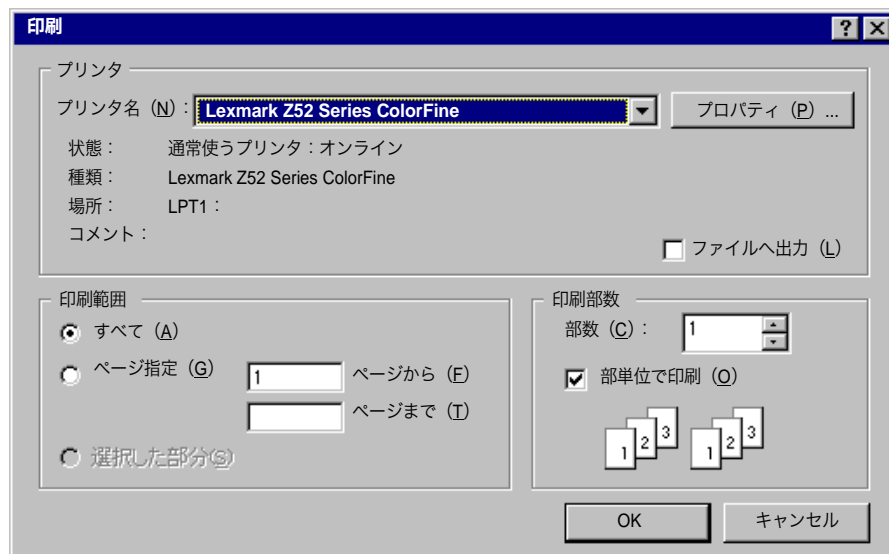 印刷
プリンタ
プリンタ名（N）：Lexmark Z52 Series ColorFine プロパティ（P）...
状態： 通常使うプリンタ：オンライン
種類： Lexmark Z52 Series ColorFine
場所： LPT1：
コメント：
ファイルへ出力（L）
印刷範囲
すべて（A）
ページ指定（G） 1 ページから（F）
ページまで（T）
選択した部分(S)
印刷部数
部数（C）： 1
部単位で印刷（O）
1 2 3 1 2 3
OK キャンセル